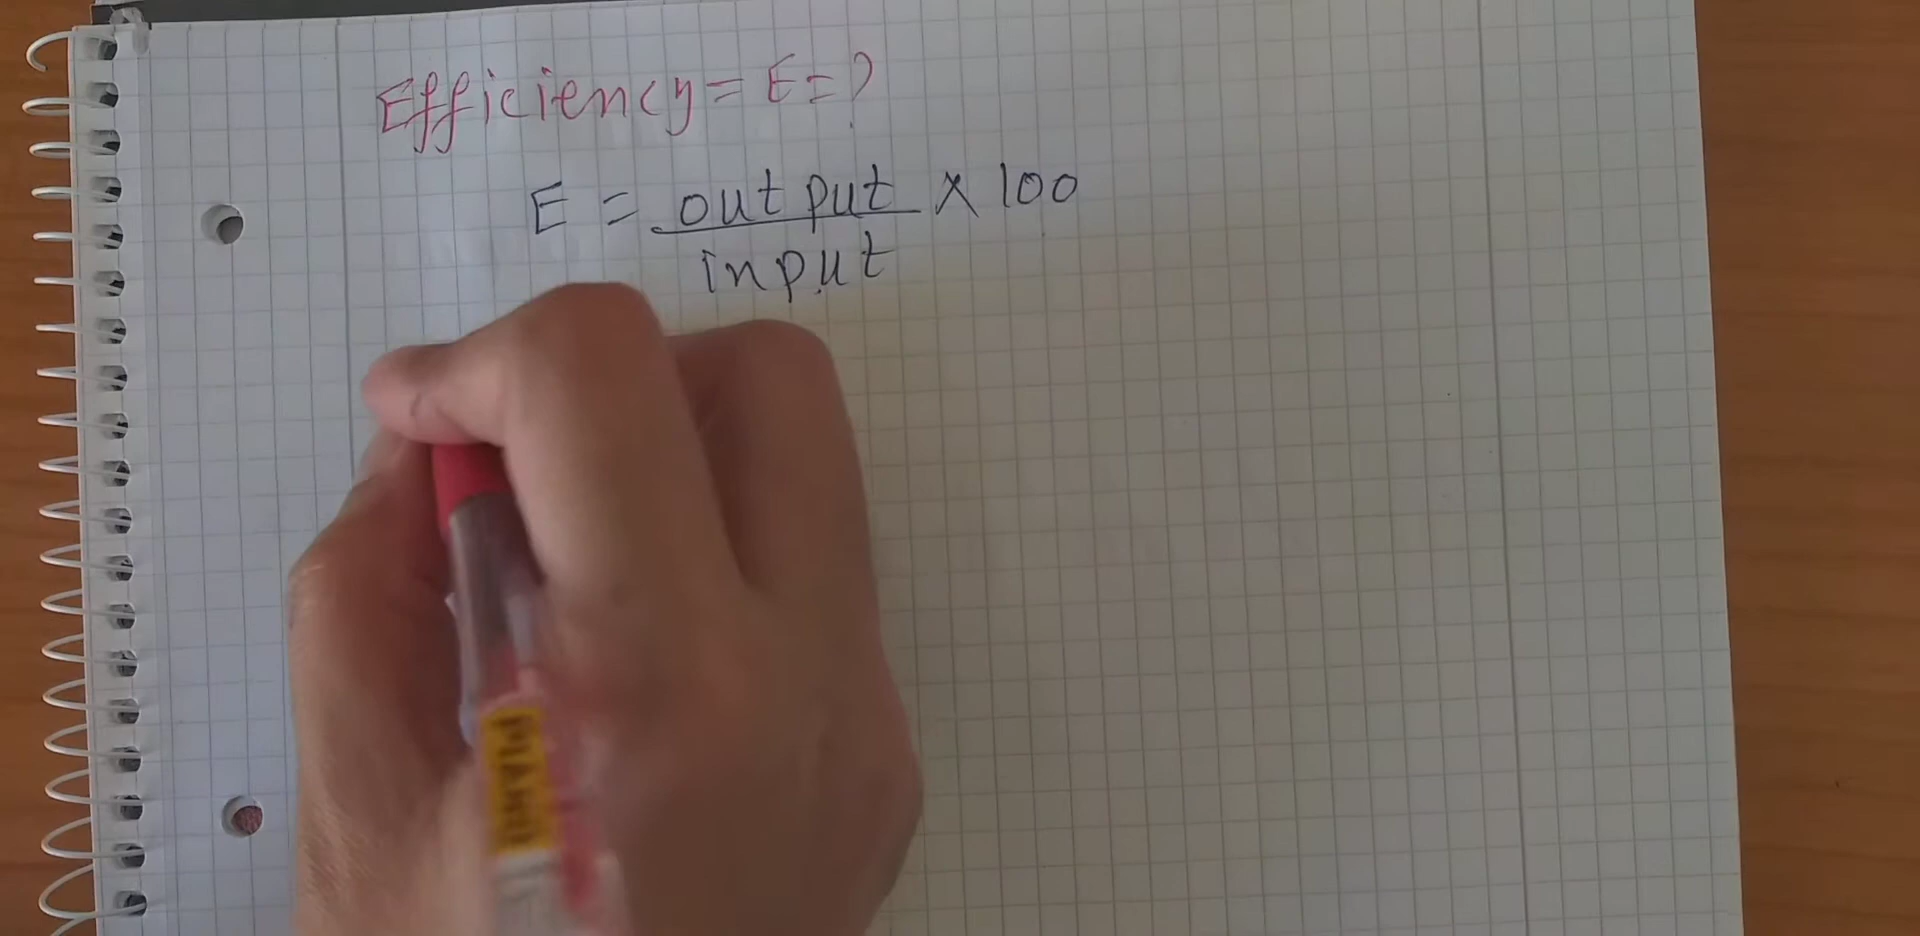 Efficiency = E = ?
E = output / input × 100